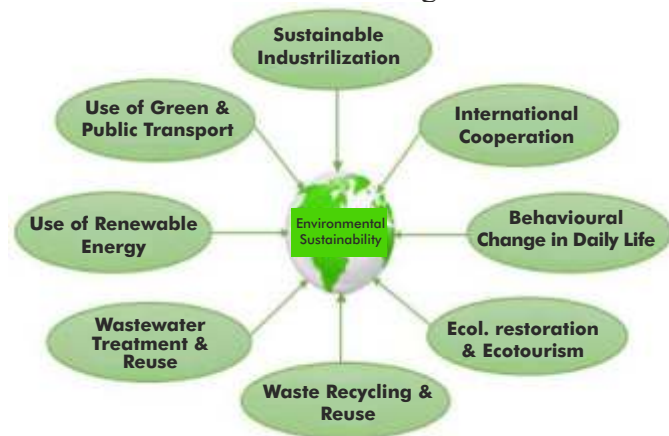 Sustainable
Industrilization
Use of Green &
Public Transport
International
Cooperation
Use of Renewable
Energy
Environmental
Sustainability
Behavioural
Change in Daily Life
Wastewater
Treatment &
Reuse
Ecol. restoration
& Ecotourism
Waste Recycling &
Reuse